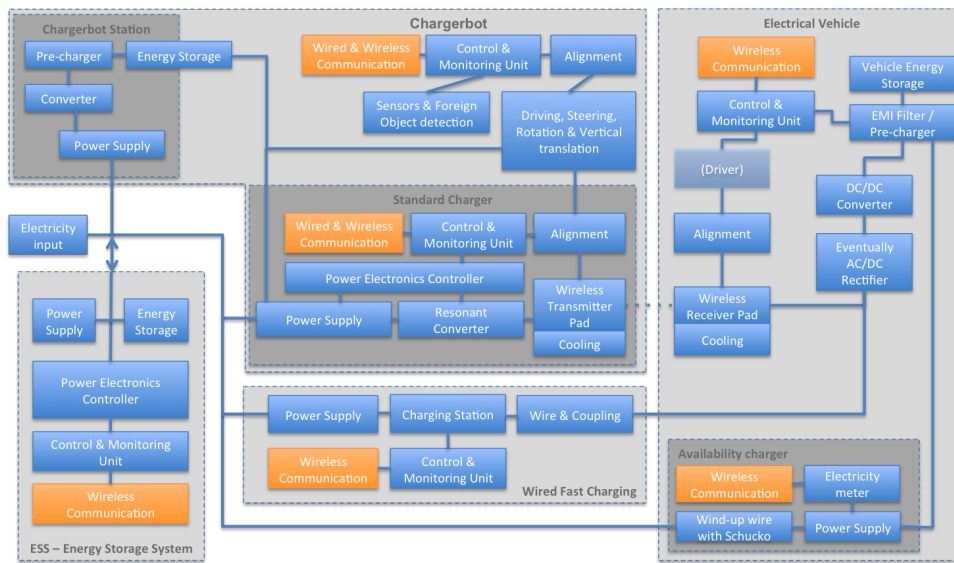 Chargerbot Station
Pre-charger
Energy Storage
Converter
Power Supply
Chargerbot
Wired & Wireless
Communication
Control &
Monitoring Unit
Alignment
Sensors & Foreign
Object detection
Driving, Steering,
Rotation & Vertical
translation
Standard Charger
Wired & Wireless
Communication
Control &
Monitoring Unit
Alignment
Power Electronics Controller
Power Supply
Resonant
Converter
Wireless
Transmitter
Pad
Cooling
Electricity
input
Power
Supply
Energy
Storage
Power Electronics
Controller
Control & Monitoring
Unit
Wireless
Communication
ESS – Energy Storage System
Power Supply
Charging Station
Wire & Coupling
Wireless
Communication
Control &
Monitoring Unit
Wired Fast Charging
Electrical Vehicle
Wireless
Communication
Vehicle Energy
Storage
Control &
Monitoring Unit
EMI Filter /
Pre-charger
(Driver)
DC/DC
Converter
Alignment
Eventually
AC/DC
Rectifier
Wireless
Receiver Pad
Cooling
Availability charger
Wireless
Communication
Electricity
meter
Wind-up wire
with Schucko
Power Supply